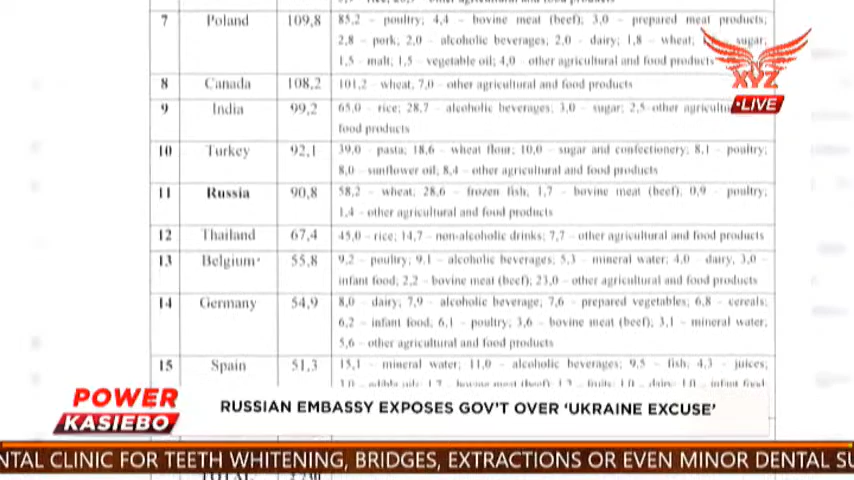 7 Poland 109,8 85,2 – poultry; 4,4 – bovine meat (beef); 3,0 – prepared meat products;
2,8 – pork, 2,0 – alcoholic beverages; 2,0 – dairy; 1,8 – wheat, sugar;
1,5 – malt; 1,5 – vegetable oil; 4,0 – other agricultural and food products
8 Canada 108,2 101,2 – wheat, 7,0 – other agricultural and food products
9 India 99,2 65,0 – rice; 28,7 – alcoholic beverages; 3,0 – sugar; 2,5 other
food products
10 Turkey 92,1 39,0 – pasta; 18,6 – wheat flour; 10,0 – sugar and confectionery; 8,1 – poultry;
8,0 – sunflower oil; 8,4 – other agricultural and food products
11 Russia 90,8 58,2 – wheat, 28,6 – frozen fish, 1,7 – bovine meat (beef); 0,9 – poultry;
1,4 – other agricultural and food products
12 Thailand 67,4 45,0 – rice; 14,7 – non-alcoholic drinks; 7,7 – other agricultural and food products
13 Belgium* 55,8 9,2 – poultry; 9,1 – alcoholic beverages; 5,3 – mineral water; 4,0 – dairy, 3,0 –
infant food; 2,2 – bovine meat (beef); 23,0 – other agricultural and food products
14 Germany 54,9 8,0 – dairy; 7,9 – alcoholic beverage; 7,6 – prepared vegetables; 6,8 – cereals;
6,2 – infant food; 6,1 – poultry; 3,6 – bovine meat (beef); 3,1 – mineral water;
5,6 – other agricultural and food products
15 Spain 51,3 15,1 – mineral water; 11,0 – alcoholic beverages; 9,5 – fish; 4,3 – juices;
XYZ
LIVE
POWER
KASIEBO
RUSSIAN EMBASSY EXPOSES GOV'T OVER 'UKRAINE EXCUSE'
NTAL CLINIC FOR TEETH WHITENING, BRIDGES, EXTRACTIONS OR EVEN MINOR DENTAL SU